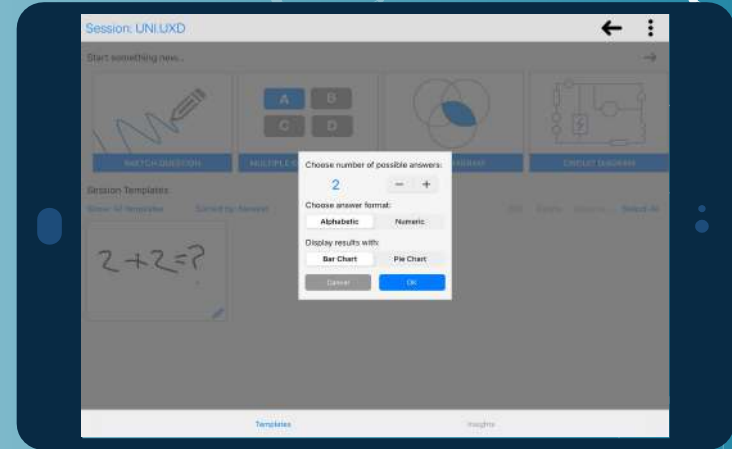 Session: UNI.UXD
Start something new...
A B
C D
SKETCH QUESTION
MULTIPLE
CIRCUIT DIAGRAM
Choose number of possible answers:
2 - +
Choose answer format:
Alphabetic Numeric
Display results with:
Bar Chart Pie Chart
Cancel OK
Session Templates
Select All
2+2=?
Templates Insights